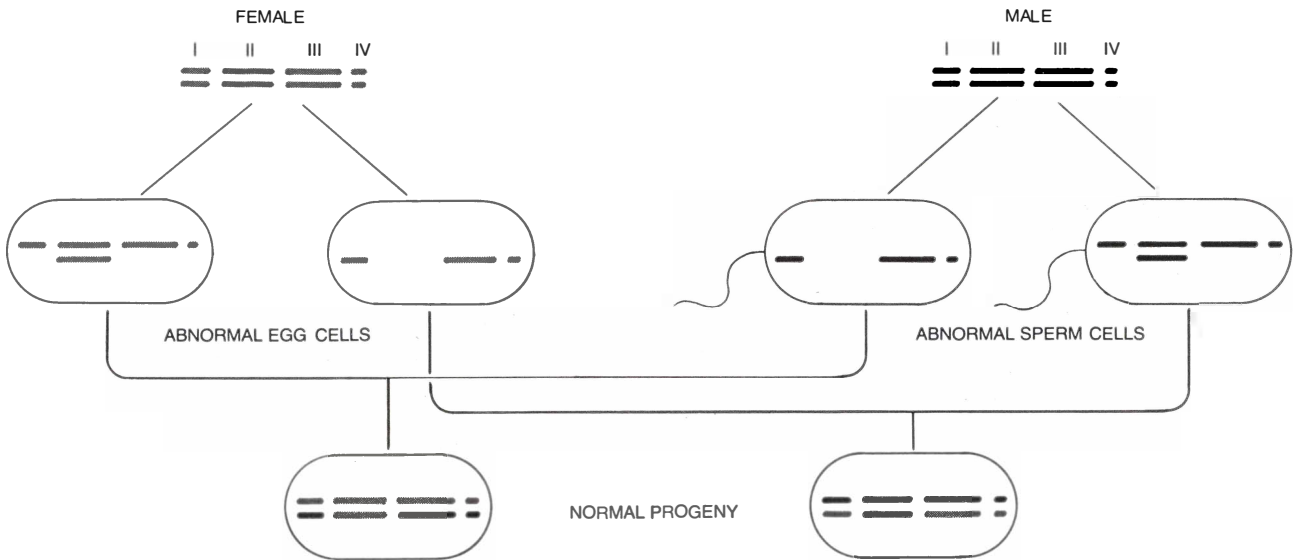 FEMALE
MALE
I II III IV
I II III IV
ABNORMAL EGG CELLS
ABNORMAL SPERM CELLS
NORMAL PROGENY